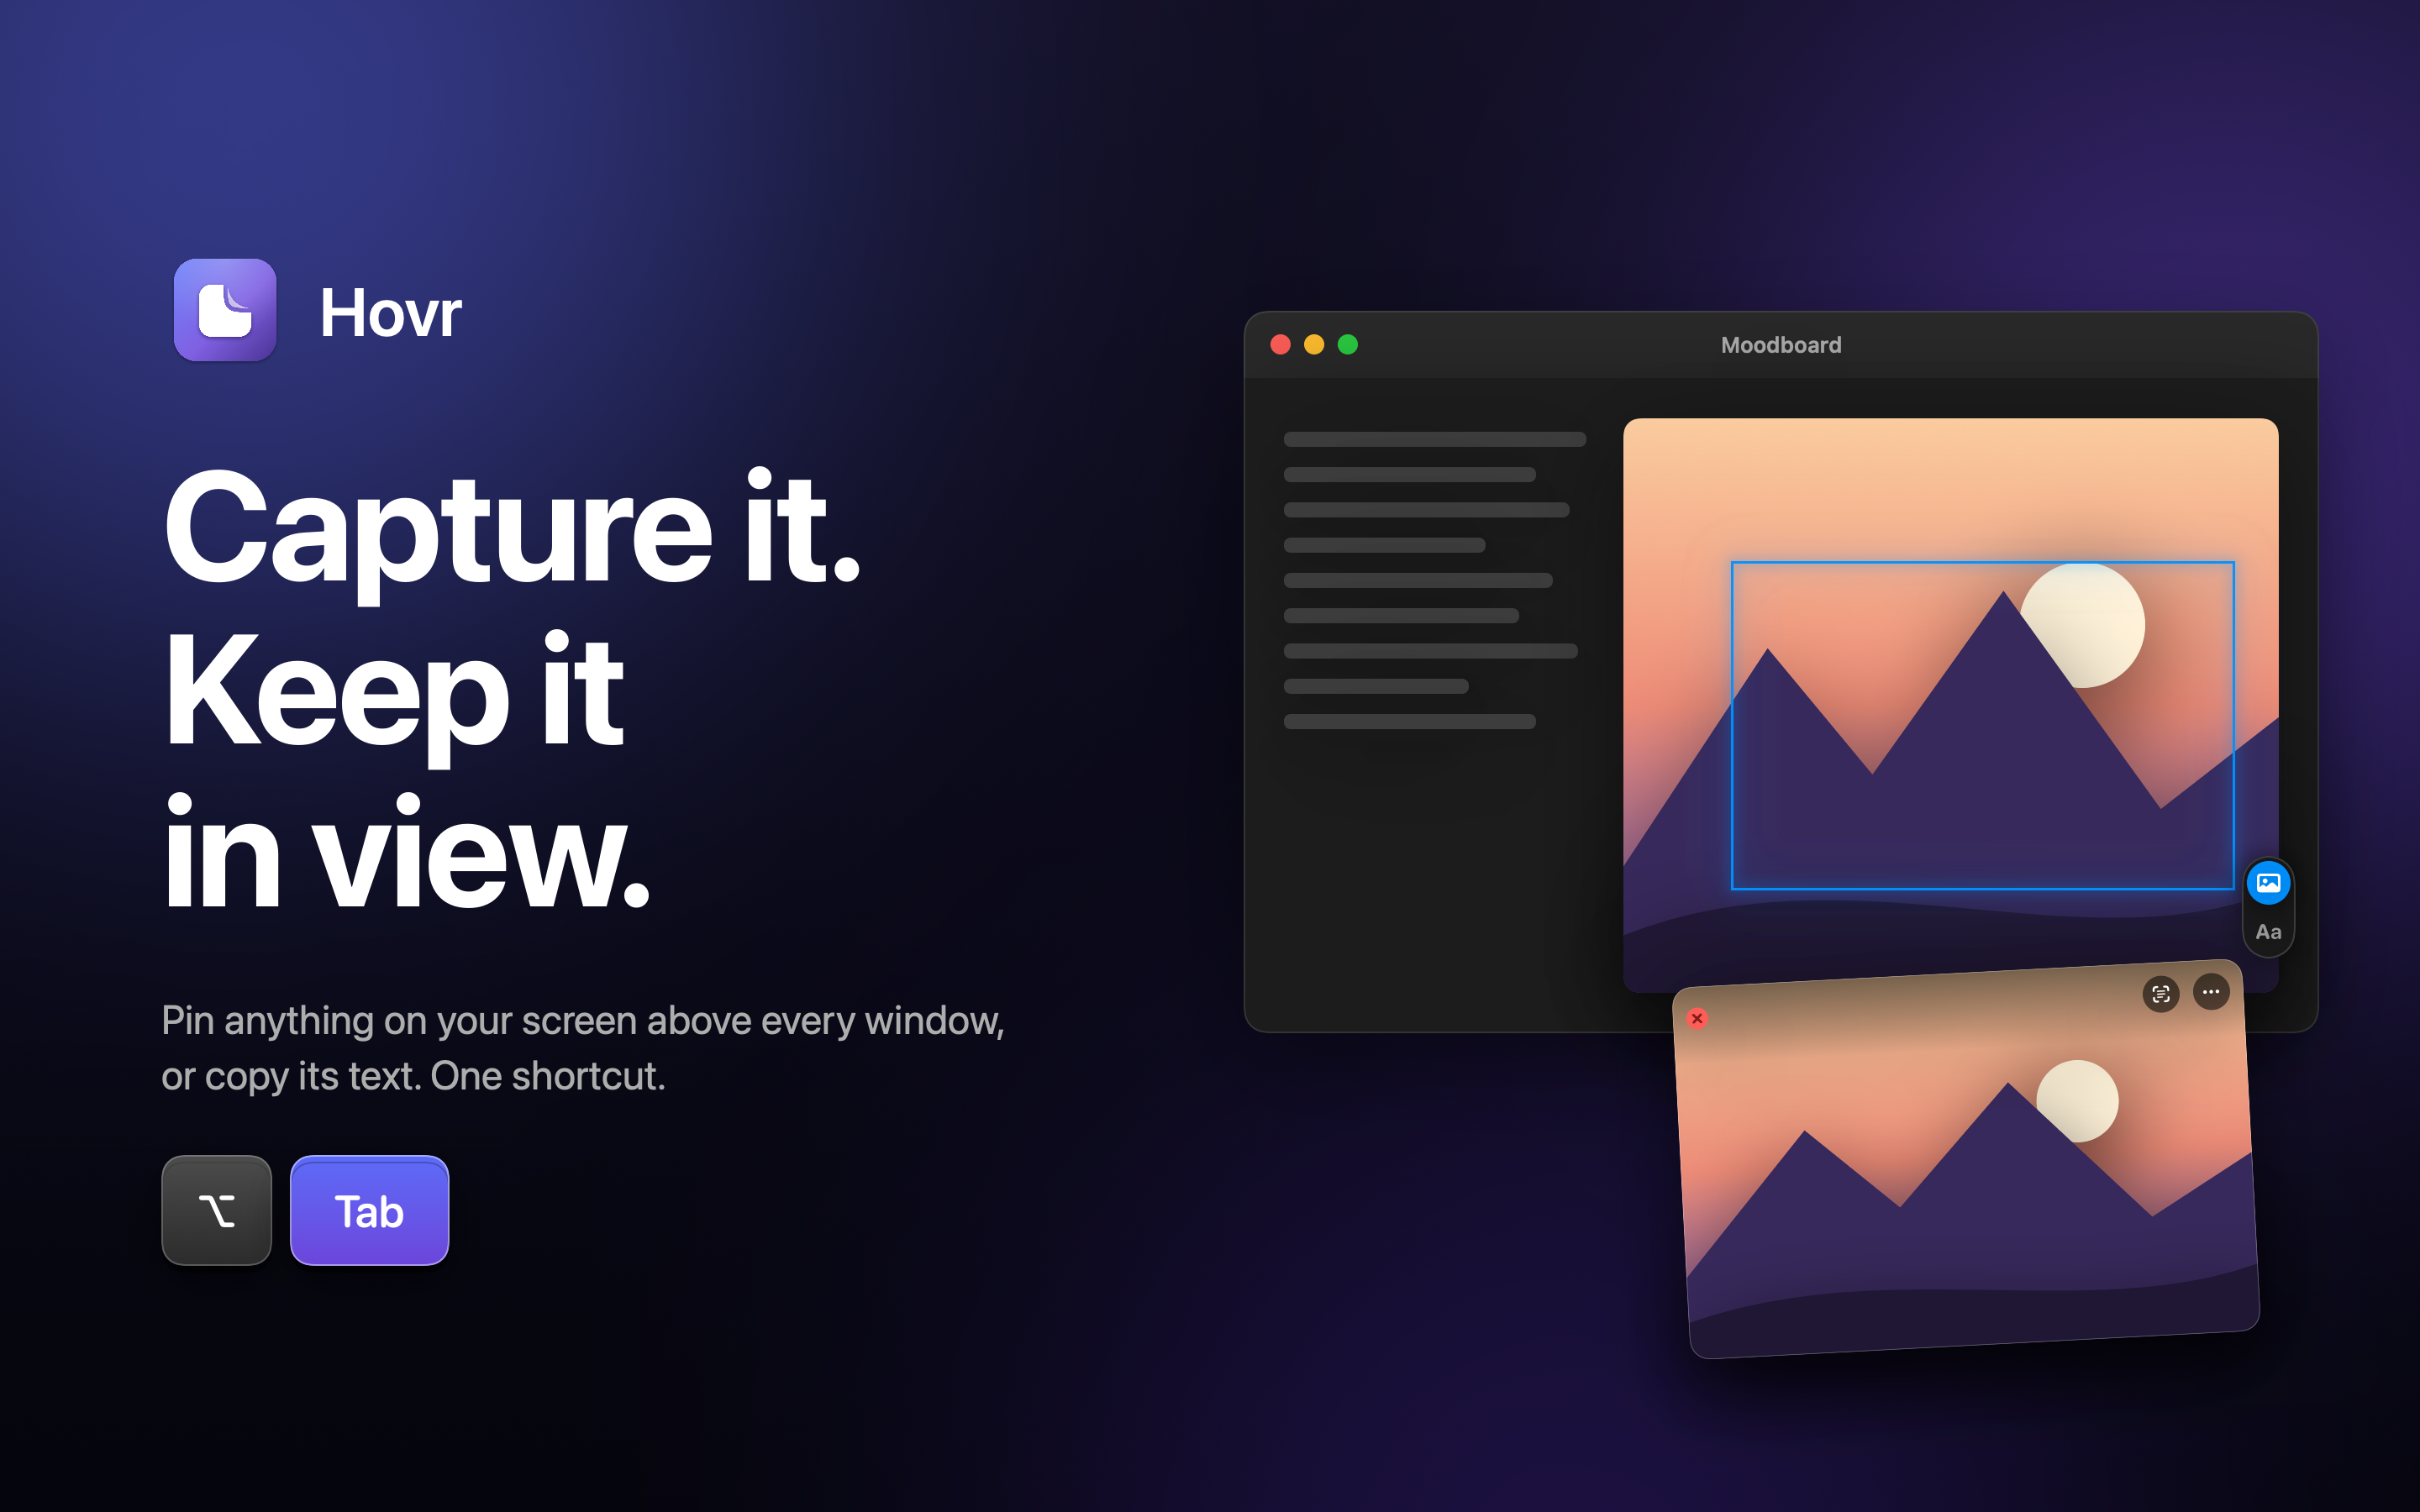 Hovr
Capture it.
Keep it
in view.
Pin anything on your screen above every window,
or copy its text. One shortcut.
⌥ Tab
Moodboard
Aa